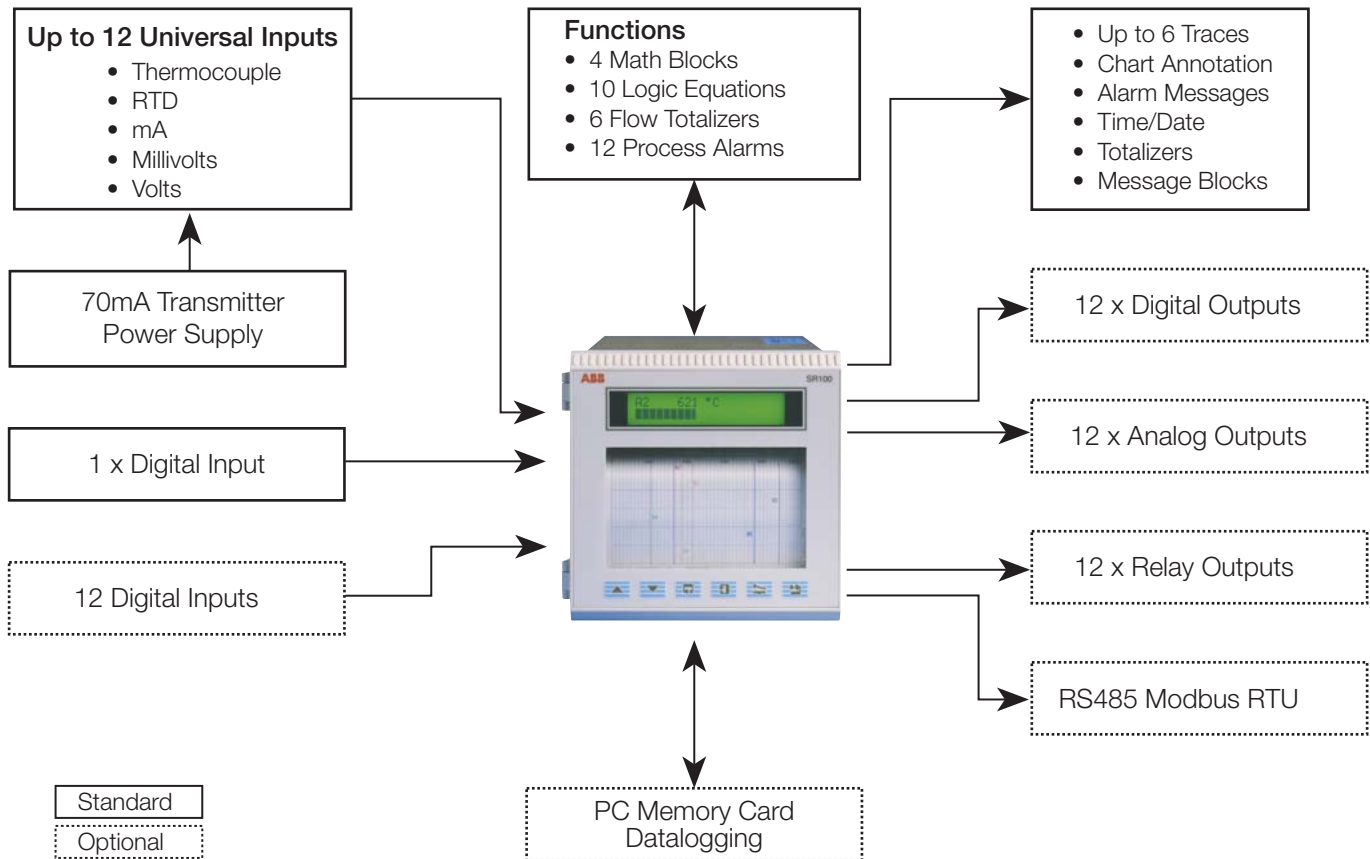 Up to 12 Universal Inputs
• Thermocouple
• RTD
• mA
• Millivolts
• Volts
Functions
• 4 Math Blocks
• 10 Logic Equations
• 6 Flow Totalizers
• 12 Process Alarms
• Up to 6 Traces
• Chart Annotation
• Alarm Messages
• Time/Date
• Totalizers
• Message Blocks
70mA Transmitter
Power Supply
1 x Digital Input
12 Digital Inputs
ABB
SR100
A2 621 °C
12 x Digital Outputs
12 x Analog Outputs
12 x Relay Outputs
RS485 Modbus RTU
PC Memory Card
Datalogging
Standard
Optional